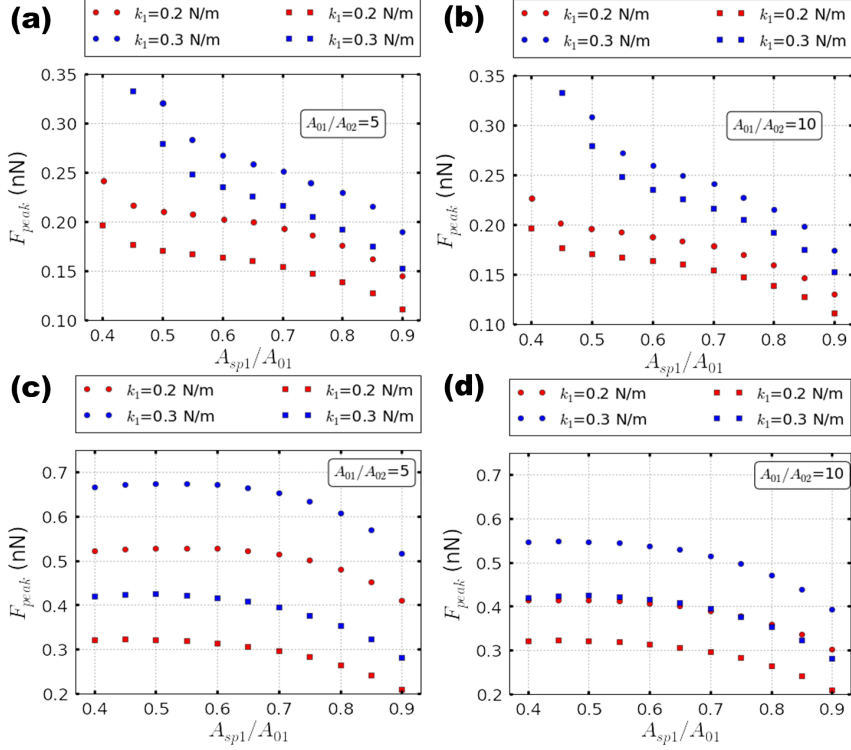 (a)
k₁=0.2 N/m k₁=0.2 N/m
k₁=0.3 N/m k₁=0.3 N/m
0.35
0.30
0.25
0.20
0.15
0.10
F_peak (nN)
A₀₁/A₀₂=5
0.4 0.5 0.6 0.7 0.8 0.9
A_sp1/A₀₁
(b)
k₁=0.2 N/m k₁=0.2 N/m
k₁=0.3 N/m k₁=0.3 N/m
0.35
0.30
0.25
0.20
0.15
0.10
F_peak (nN)
A₀₁/A₀₂=10
0.4 0.5 0.6 0.7 0.8 0.9
A_sp1/A₀₁
(c)
k₁=0.2 N/m k₁=0.2 N/m
k₁=0.3 N/m k₁=0.3 N/m
0.7
0.6
0.5
0.4
0.3
0.2
F_peak (nN)
A₀₁/A₀₂=5
0.4 0.5 0.6 0.7 0.8 0.9
A_sp1/A₀₁
(d)
k₁=0.2 N/m k₁=0.2 N/m
k₁=0.3 N/m k₁=0.3 N/m
0.7
0.6
0.5
0.4
0.3
0.2
F_peak (nN)
A₀₁/A₀₂=10
0.4 0.5 0.6 0.7 0.8 0.9
A_sp1/A₀₁